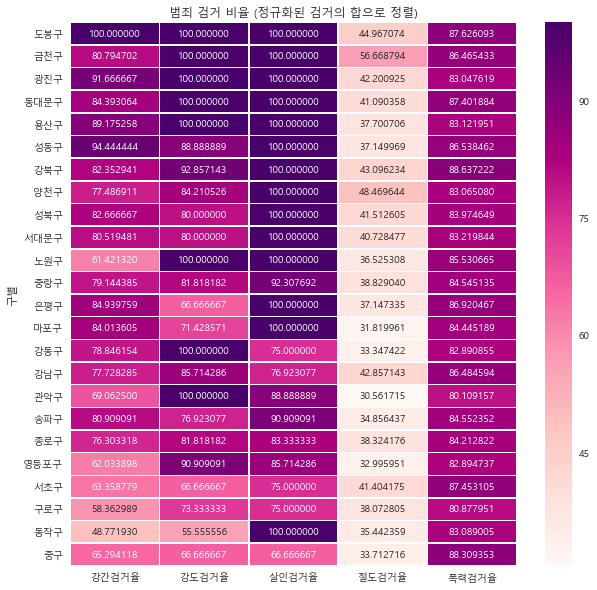 범죄 검거 비율 (정규화된 검거의 합으로 정렬)
도봉구 100.000000 100.000000 100.000000 44.967074 87.626093
금천구 80.794702 100.000000 100.000000 56.668794 86.465433
광진구 91.666667 100.000000 100.000000 42.200925 83.047619
동대문구 84.393064 100.000000 100.000000 41.090358 87.401884
용산구 89.175258 100.000000 100.000000 37.700706 83.121951
성동구 94.444444 88.888889 100.000000 37.149969 86.538462
강북구 82.352941 92.857143 100.000000 43.096234 88.637222
양천구 77.486911 84.210526 100.000000 48.469644 83.065080
성북구 82.666667 80.000000 100.000000 41.512605 83.974649
서대문구 80.519481 80.000000 100.000000 40.728477 83.219844
노원구 61.421320 100.000000 100.000000 36.525308 85.530665
중랑구 79.144385 81.818182 92.307692 38.829040 84.545135
은평구 84.939759 66.666667 100.000000 37.147335 86.920467
마포구 84.013605 71.428571 100.000000 31.819961 84.445189
강동구 78.846154 100.000000 75.000000 33.347422 82.890855
강남구 77.728285 85.714286 76.923077 42.857143 86.484594
관악구 69.062500 100.000000 88.888889 30.561715 80.109157
송파구 80.909091 76.923077 90.909091 34.856437 84.552352
종로구 76.303318 81.818182 83.333333 38.324176 84.212822
영등포구 62.033898 90.909091 85.714286 32.995951 82.894737
서초구 63.358779 66.666667 75.000000 41.404175 87.453105
구로구 58.362989 73.333333 75.000000 38.072805 80.877951
동작구 48.771930 55.555556 100.000000 35.442359 83.089005
중구 65.294118 66.666667 66.666667 33.712716 88.309353
강간검거율 강도검거율 살인검거율 절도검거율 폭력검거율
구별
90
75
60
45